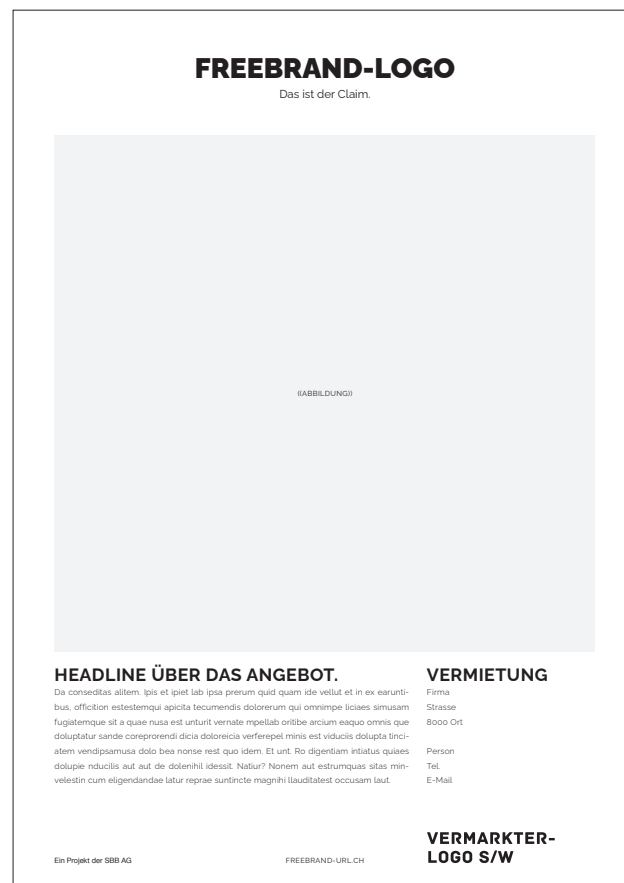 FREEBRAND-LOGO
Das ist der Claim.
((ABBILDUNG))
HEADLINE ÜBER DAS ANGEBOT.
Da conseditas alitem. Ipis et ipiet lab ipsa prerum quid quam ide vellut et in ex earunti-
bus, officition estestemqui apicita tecumendis dolorerum qui omnimpe liciaes simusam
fugiatemque sit a quae nusa est unturit vernate mpellab oritibe arcium eaquo omnis que
doluptatur sande coreprorendi dicia doloreicia verferepel minis est viduciis dolupta tinci-
atem vendipsamusa dolo bea nonse rest quo idem. Et unt. Ro digentiam intiatus quiaes
dolupie nducilis aut aut de dolenihil idessit. Natiur? Nonem aut estrumquas sitas min-
velestin cum eligendandae latur reprae suntincte magnihi llauditatest occusam laut.
VERMIETUNG
Firma
Strasse
8000 Ort
Person
Tel.
E-Mail
Ein Projekt der SBB AG
FREEBRAND-URL.CH
VERMARKTER-
LOGO S/W